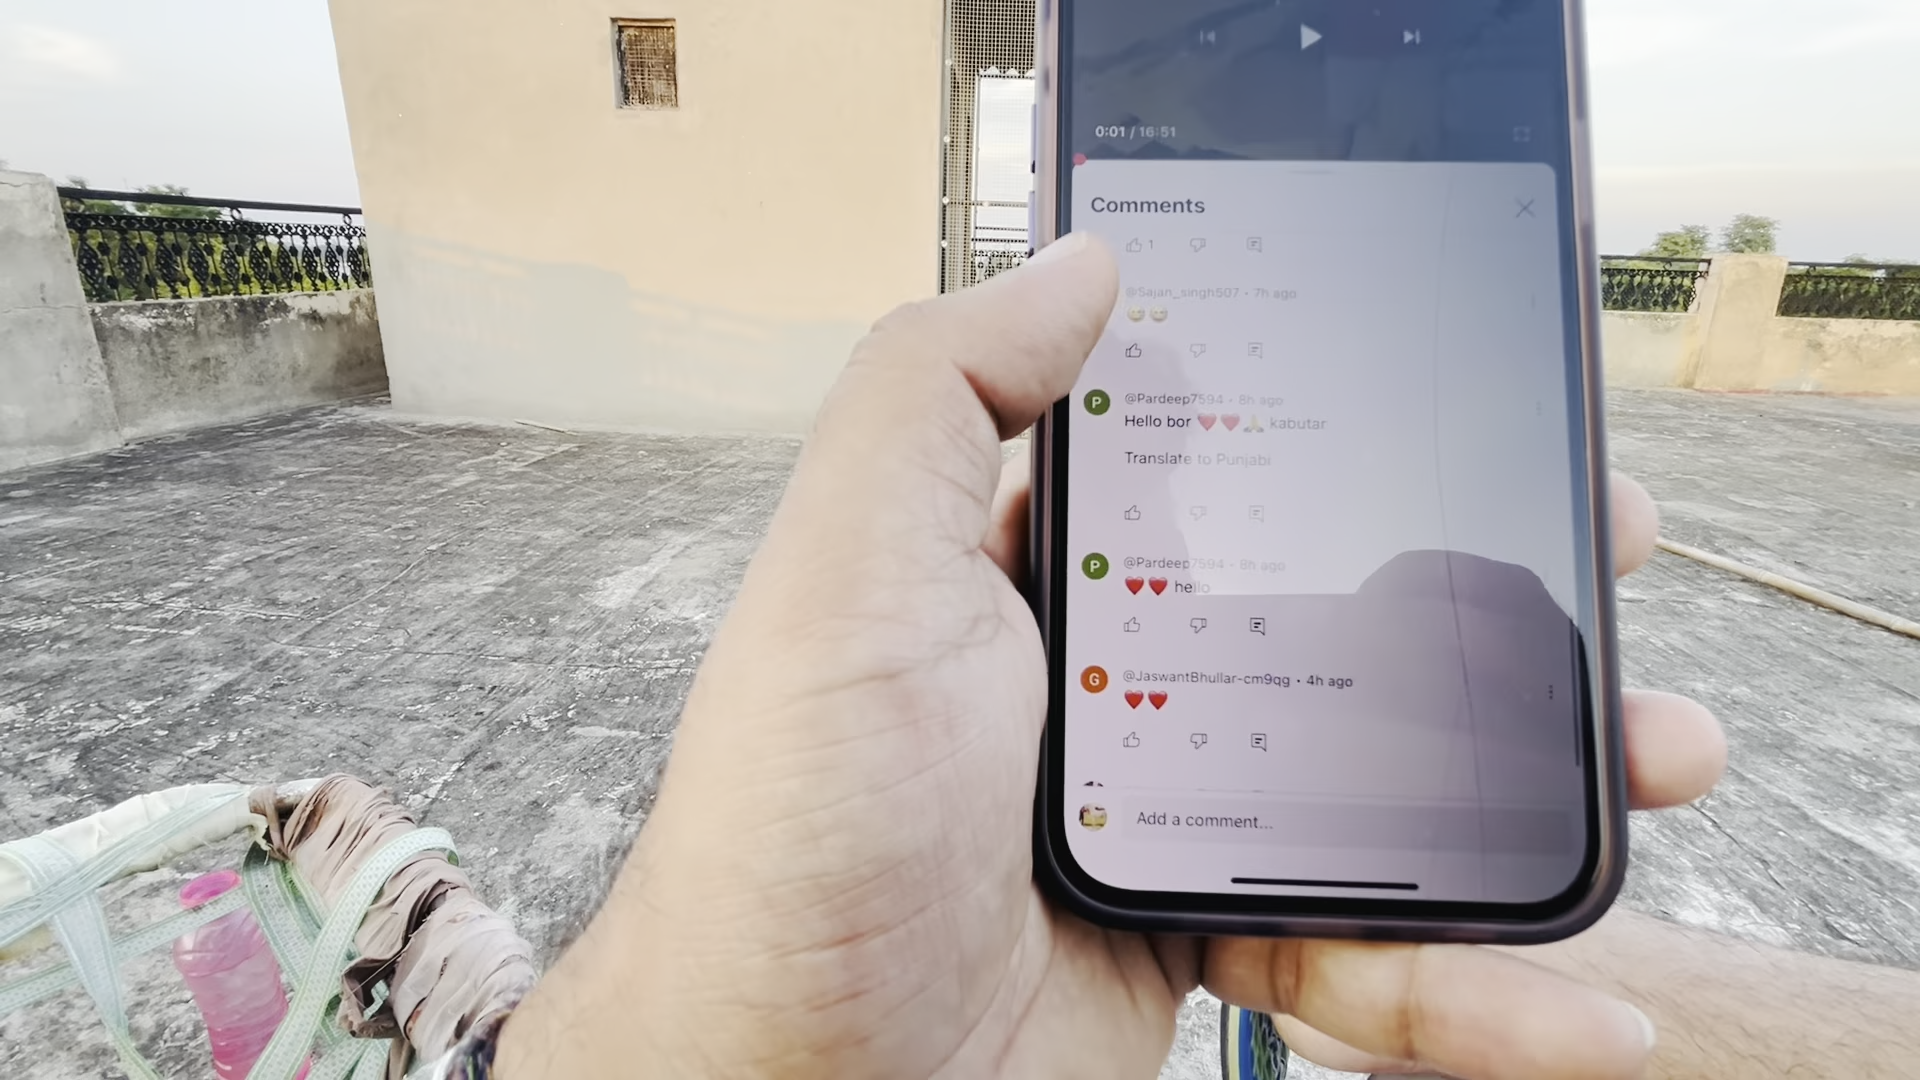 0:01 / 16:51
Comments
1
@Sajan_singh507 • 7h ago
😅😅
P @Pardeep7594 • 8h ago
Hello bor ❤️❤️🙏 kabutar
Translate to Punjabi
P @Pardeep7594 • 8h ago
❤️❤️ hello
G @JaswantBhullar-cm9qg • 4h ago
❤️❤️
Add a comment...